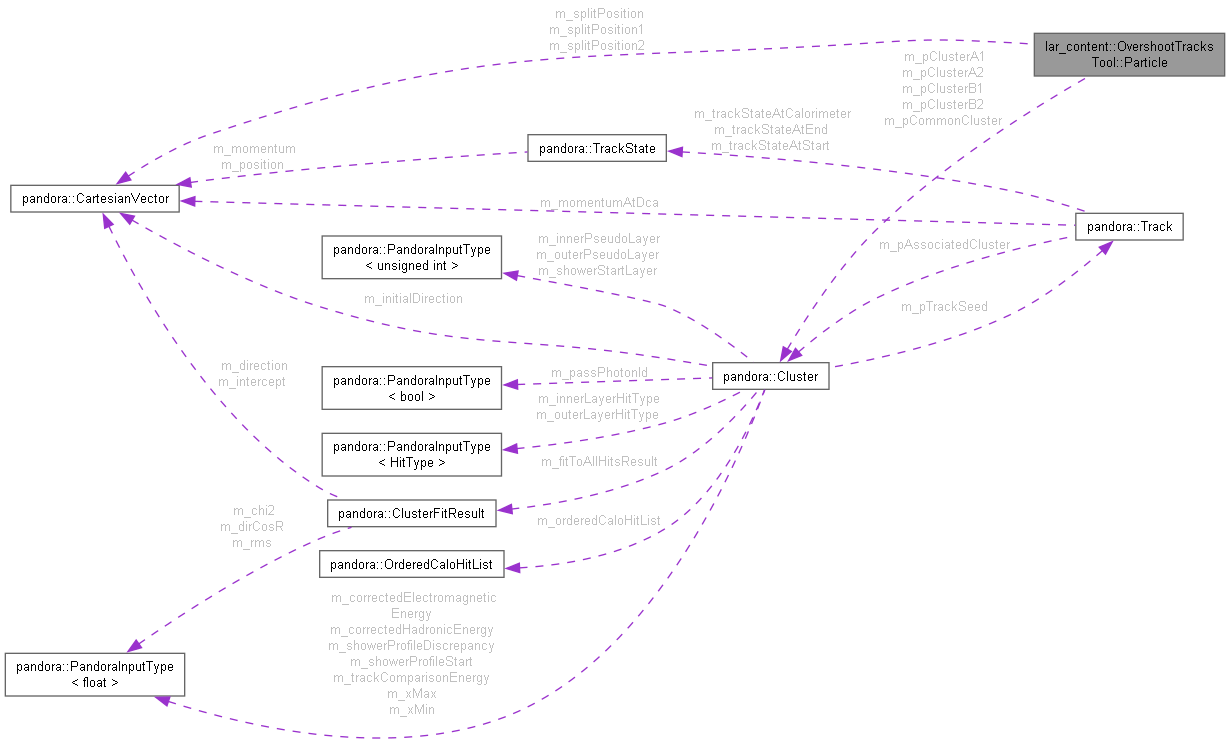 m_splitPosition
m_splitPosition1
m_splitPosition2
lar_content::OvershootTracks
Tool::Particle
m_pClusterA1
m_pClusterA2
m_pClusterB1
m_pClusterB2
m_pCommonCluster
m_trackStateAtCalorimeter
m_trackStateAtEnd
m_trackStateAtStart
m_momentum
m_position
pandora::TrackState
pandora::CartesianVector
m_momentumAtDca
pandora::Track
pandora::PandoraInputType
< unsigned int >
m_innerPseudoLayer
m_outerPseudoLayer
m_showerStartLayer
m_pAssociatedCluster
m_initialDirection
m_pTrackSeed
m_direction
m_intercept
pandora::PandoraInputType
< bool >
m_passPhotonId
pandora::Cluster
m_innerLayerHitType
m_outerLayerHitType
pandora::PandoraInputType
< HitType >
m_fitToAllHitsResult
m_chi2
m_dirCosR
m_rms
pandora::ClusterFitResult
m_orderedCaloHitList
pandora::OrderedCaloHitList
m_correctedElectromagnetic
Energy
m_correctedHadronicEnergy
m_showerProfileDiscrepancy
m_showerProfileStart
m_trackComparisonEnergy
m_xMax
m_xMin
pandora::PandoraInputType
< float >